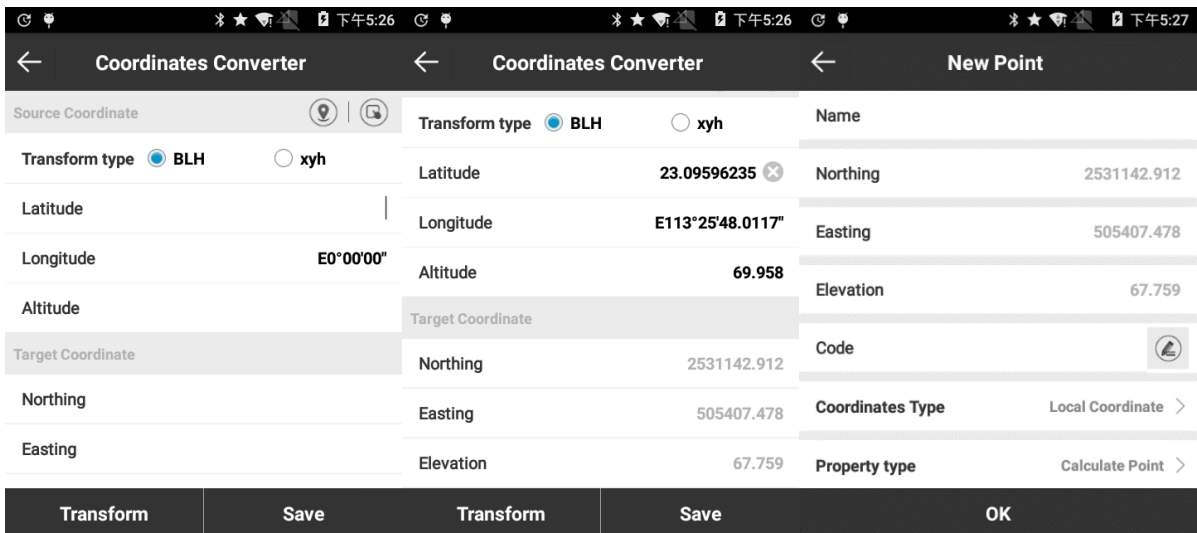 下午5:26
Coordinates Converter
Source Coordinate
Transform type BLH xyh
Latitude
Longitude E0°00'00"
Altitude
Target Coordinate
Northing
Easting
Transform Save
下午5:26
Coordinates Converter
Transform type BLH xyh
Latitude 23.09596235
Longitude E113°25'48.0117"
Altitude 69.958
Target Coordinate
Northing 2531142.912
Easting 505407.478
Elevation 67.759
Transform Save
下午5:27
New Point
Name
Northing 2531142.912
Easting 505407.478
Elevation 67.759
Code
Coordinates Type Local Coordinate
Property type Calculate Point
OK